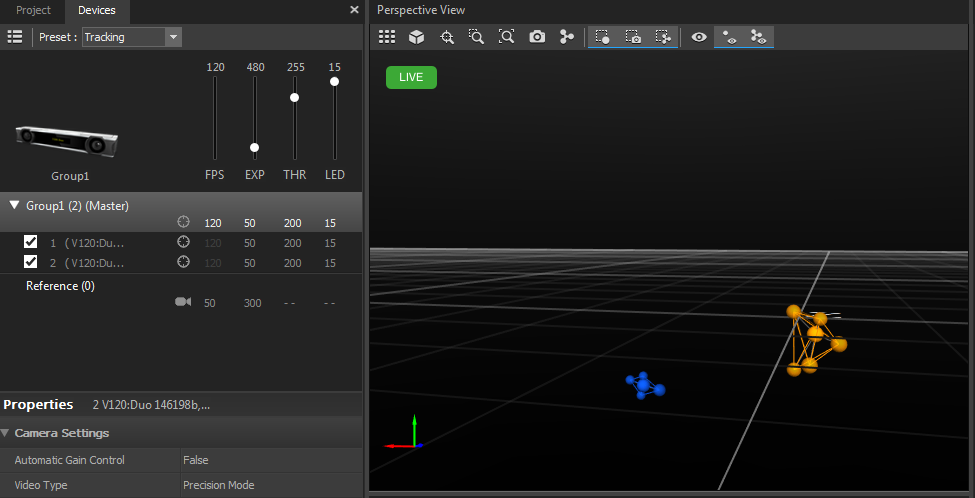 Project Devices
Preset : Tracking
120 480 255 15
FPS EXP THR LED
Group1
Group1 (2) (Master)
120 50 200 15
1 ( V120:Duo... 120 50 200 15
2 ( V120:Duo... 120 50 200 15
Reference (0)
50 300 -- --
Properties 2 V120:Duo 146198b,...
Camera Settings
Automatic Gain Control False
Video Type Precision Mode
Perspective View
LIVE